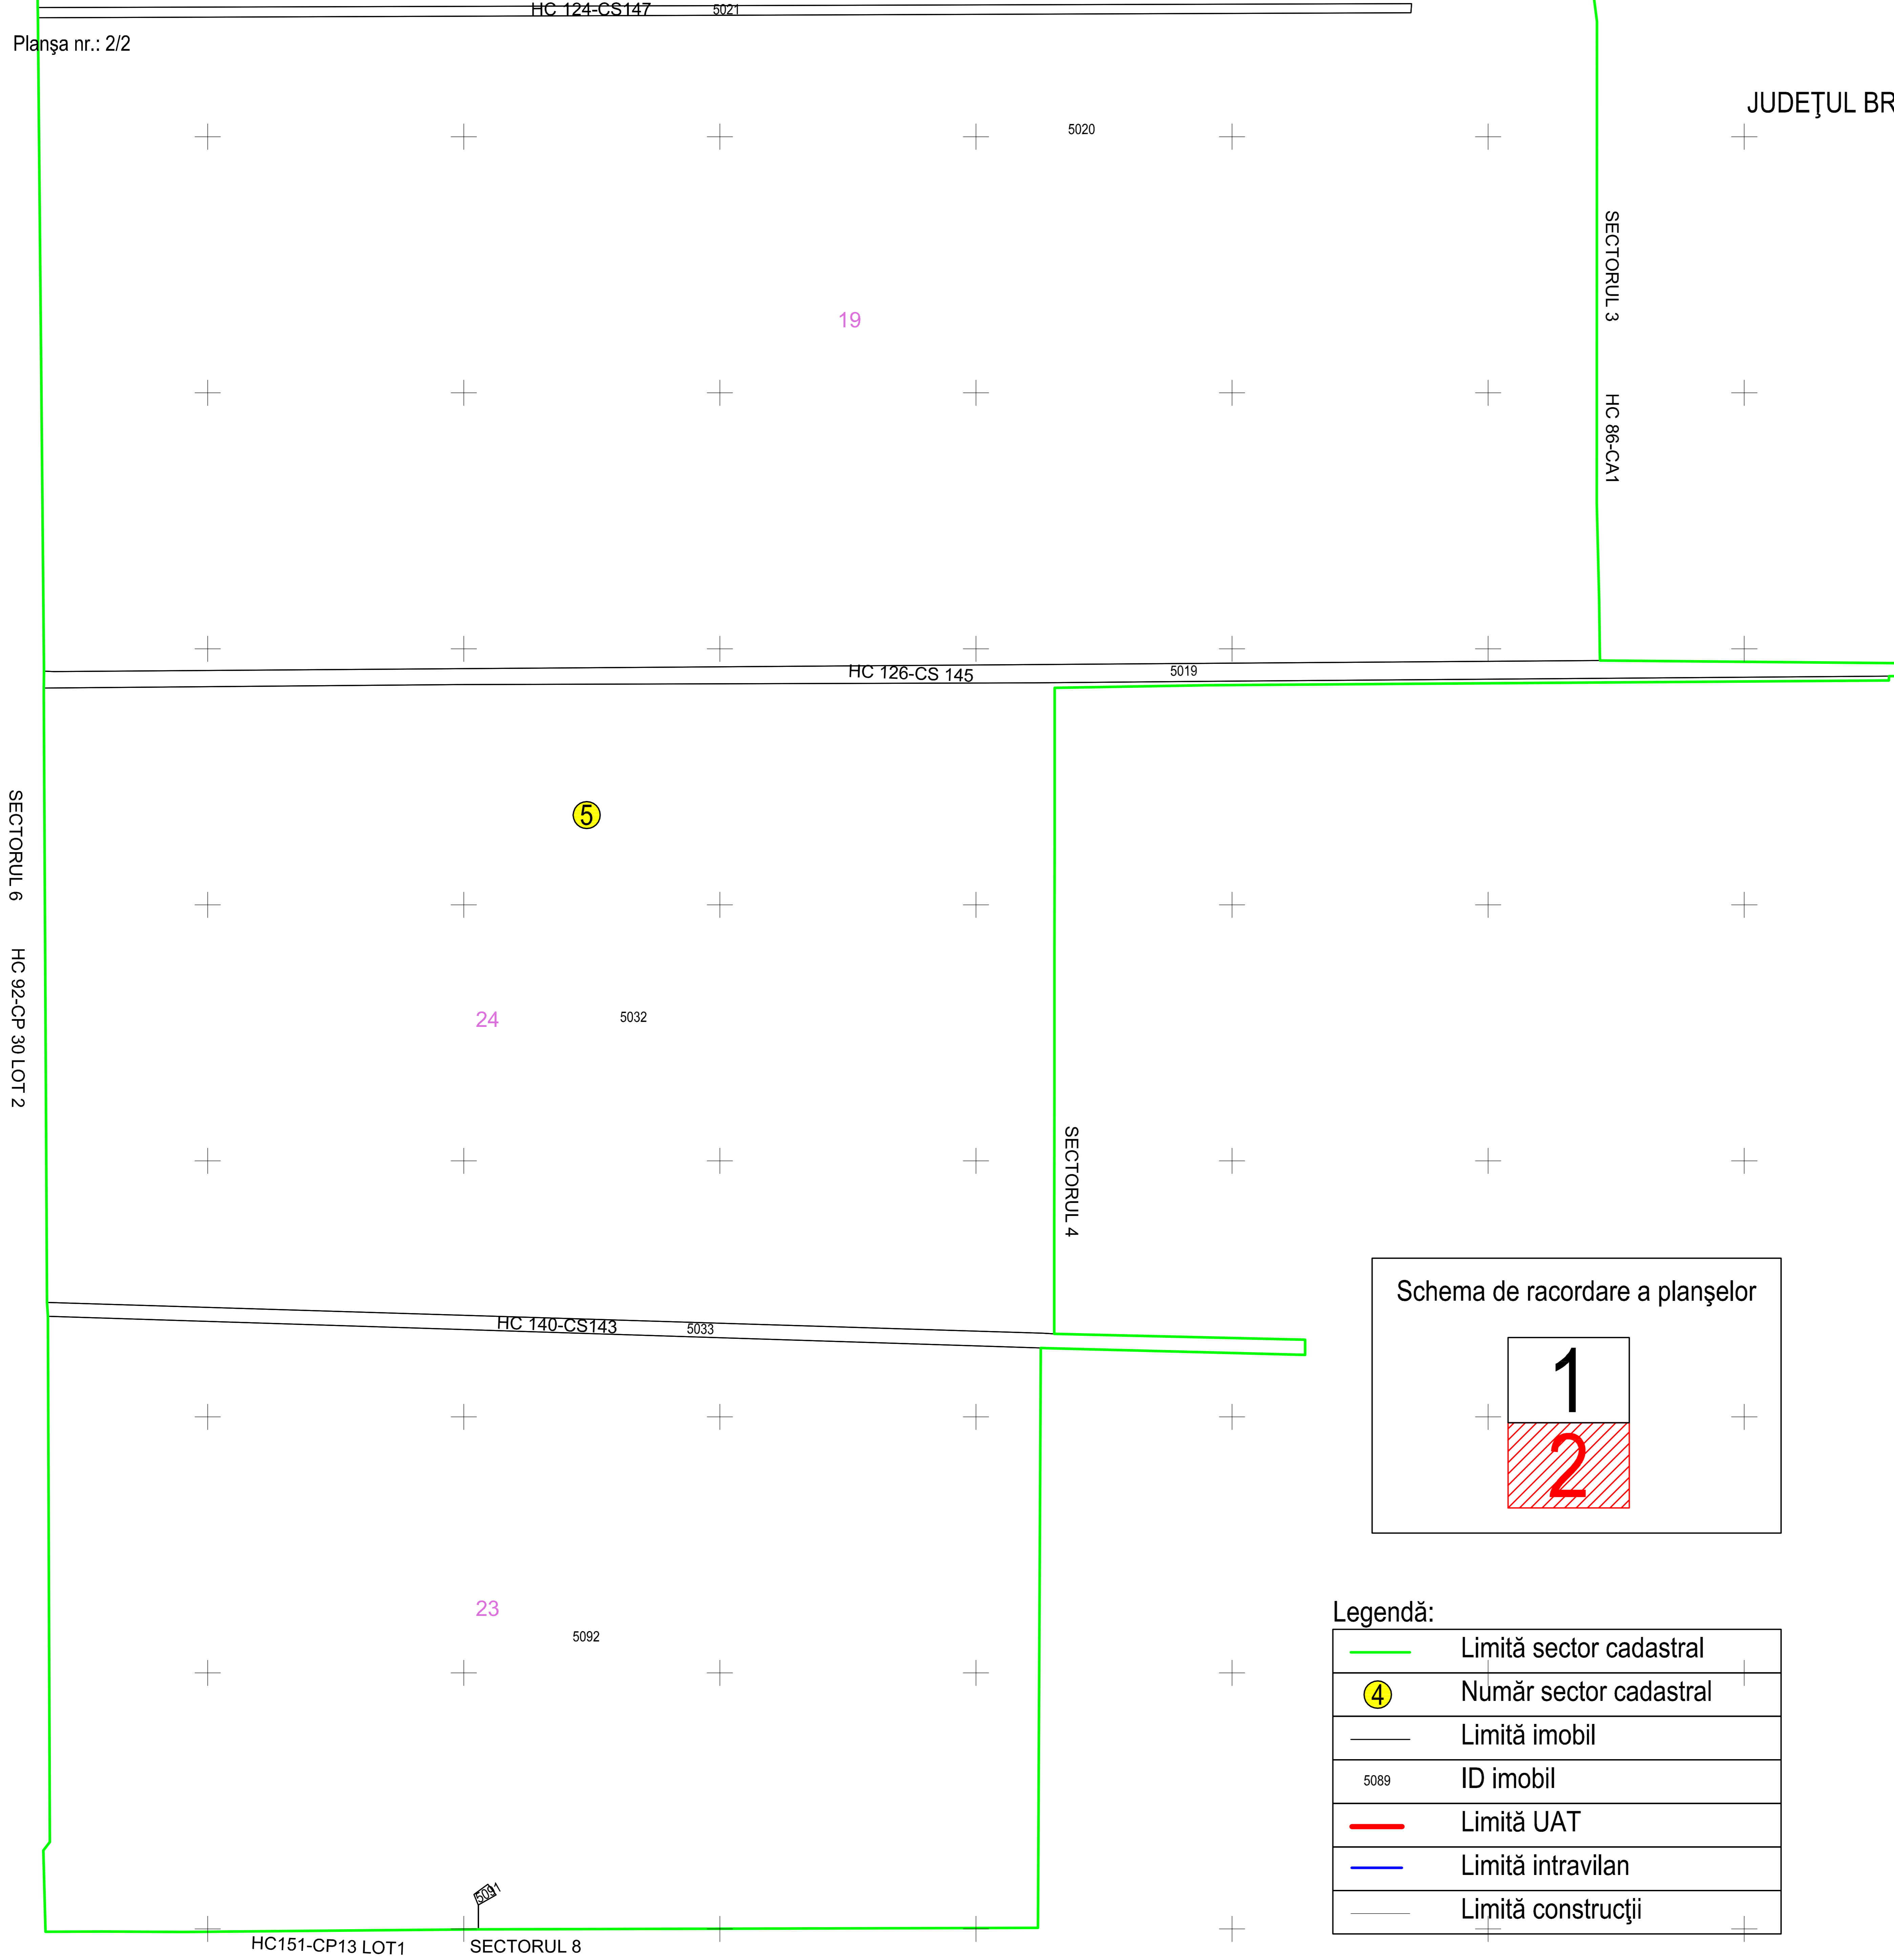 HC 124-CS147
5021
Planşa nr.: 2/2
JUDEŢUL BR
5020
SECTORUL 3
19
HC 86-CA1
HC 126-CS 145
5019
5
SECTORUL 6
HC 92-CP 30 LOT 2
24
5032
SECTORUL 4
Schema de racordare a planşelor
HC 140-CS143
5033
1
2
23
Legendă:
5092
Limită sector cadastral
4 Număr sector cadastral
Limită imobil
5089 ID imobil
Limită UAT
Limită intravilan
5091
Limită construcţii
HC151-CP13 LOT1
SECTORUL 8